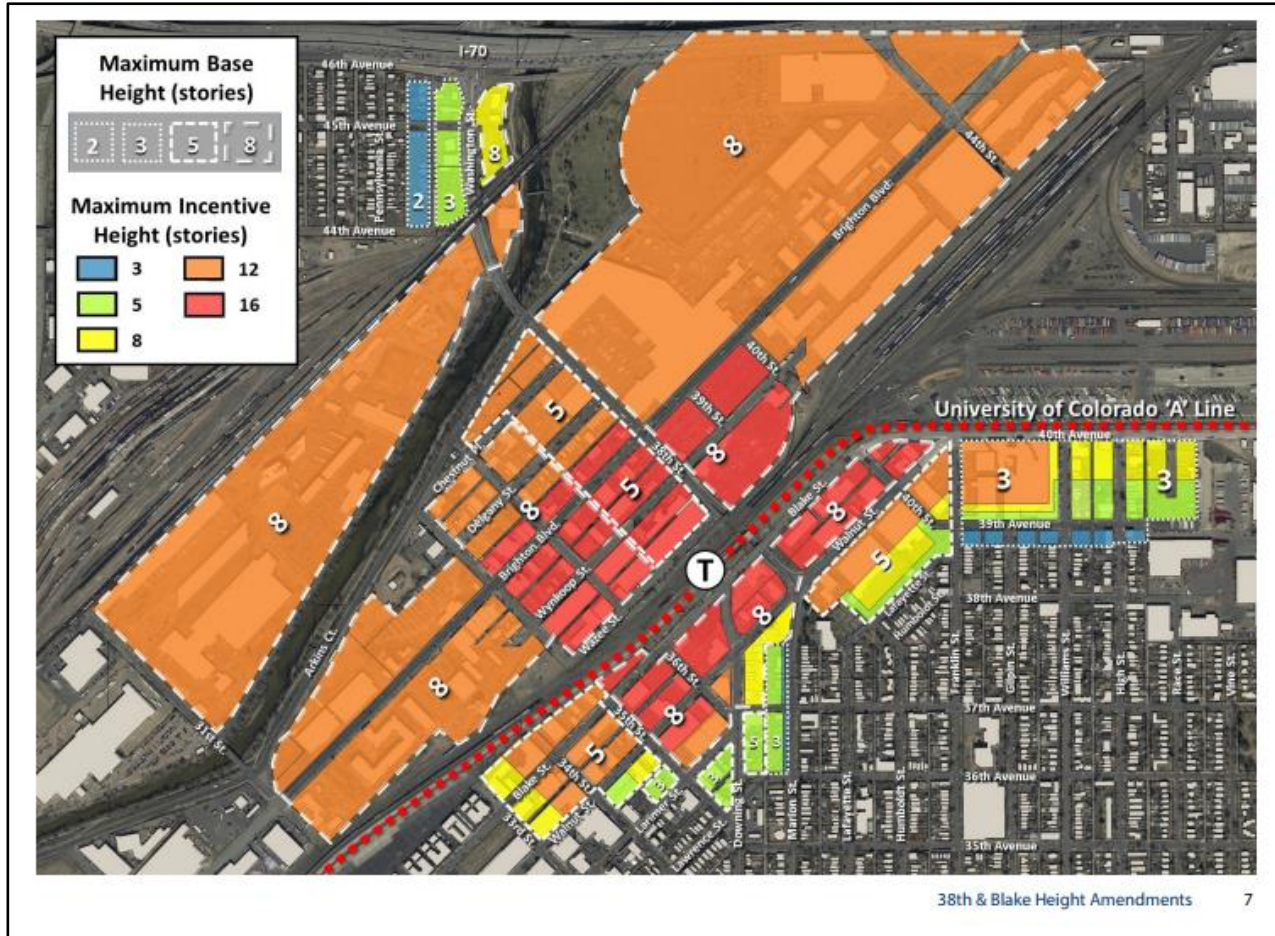 Maximum Base
Height (stories)
2 3 5 8
Maximum Incentive
Height (stories)
3
12
5
16
8
I-70
46th Avenue
45th Avenue
44th Avenue
Pennsylvania St.
Washington St.
2
3
8
8
44th St.
Brighton Blvd.
40th St.
39th St.
38th St.
8
5
Delgany St.
8
5
Brighton Blvd.
Wynkoop St.
Wazee St.
8
Arkins Ct.
31st St.
8
University of Colorado 'A' Line
40th Avenue
3
3
39th Avenue
38th Avenue
37th Avenue
36th Avenue
35th Avenue
Blake St.
8
Walnut St.
40th St.
5
Lafayette St.
Humboldt St.
T
8
36th St.
8
35th St.
5
Blake St.
34th St.
33rd St.
Walnut St.
3
Larimer St.
3
Lawrence St.
5
3
Downing St.
Marion St.
Lafayette St.
Humboldt St.
Franklin St.
Gilpin St.
Williams St.
High St.
Race St.
Vine St.
38th & Blake Height Amendments 7